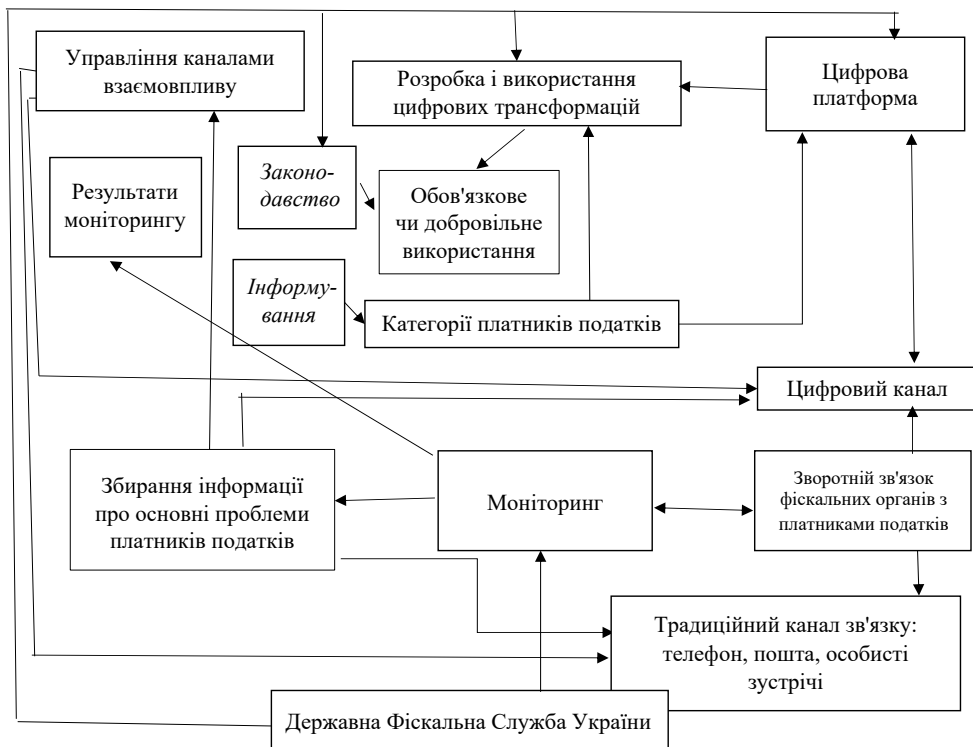 Управління каналами
взаємовпливу
Розробка і використання
цифрових трансформацій
Цифрова
платформа
Результати
моніторингу
Законо-
давство
Обов'язкове
чи добровільне
використання
Інформу-
вання
Категорії платників податків
Цифровий канал
Збирання інформації
про основні проблеми
платників податків
Моніторинг
Зворотній зв'язок
фіскальних органів з
платниками податків
Традиційний канал зв'язку:
телефон, пошта, особисті
зустрічі
Державна Фіскальна Служба України